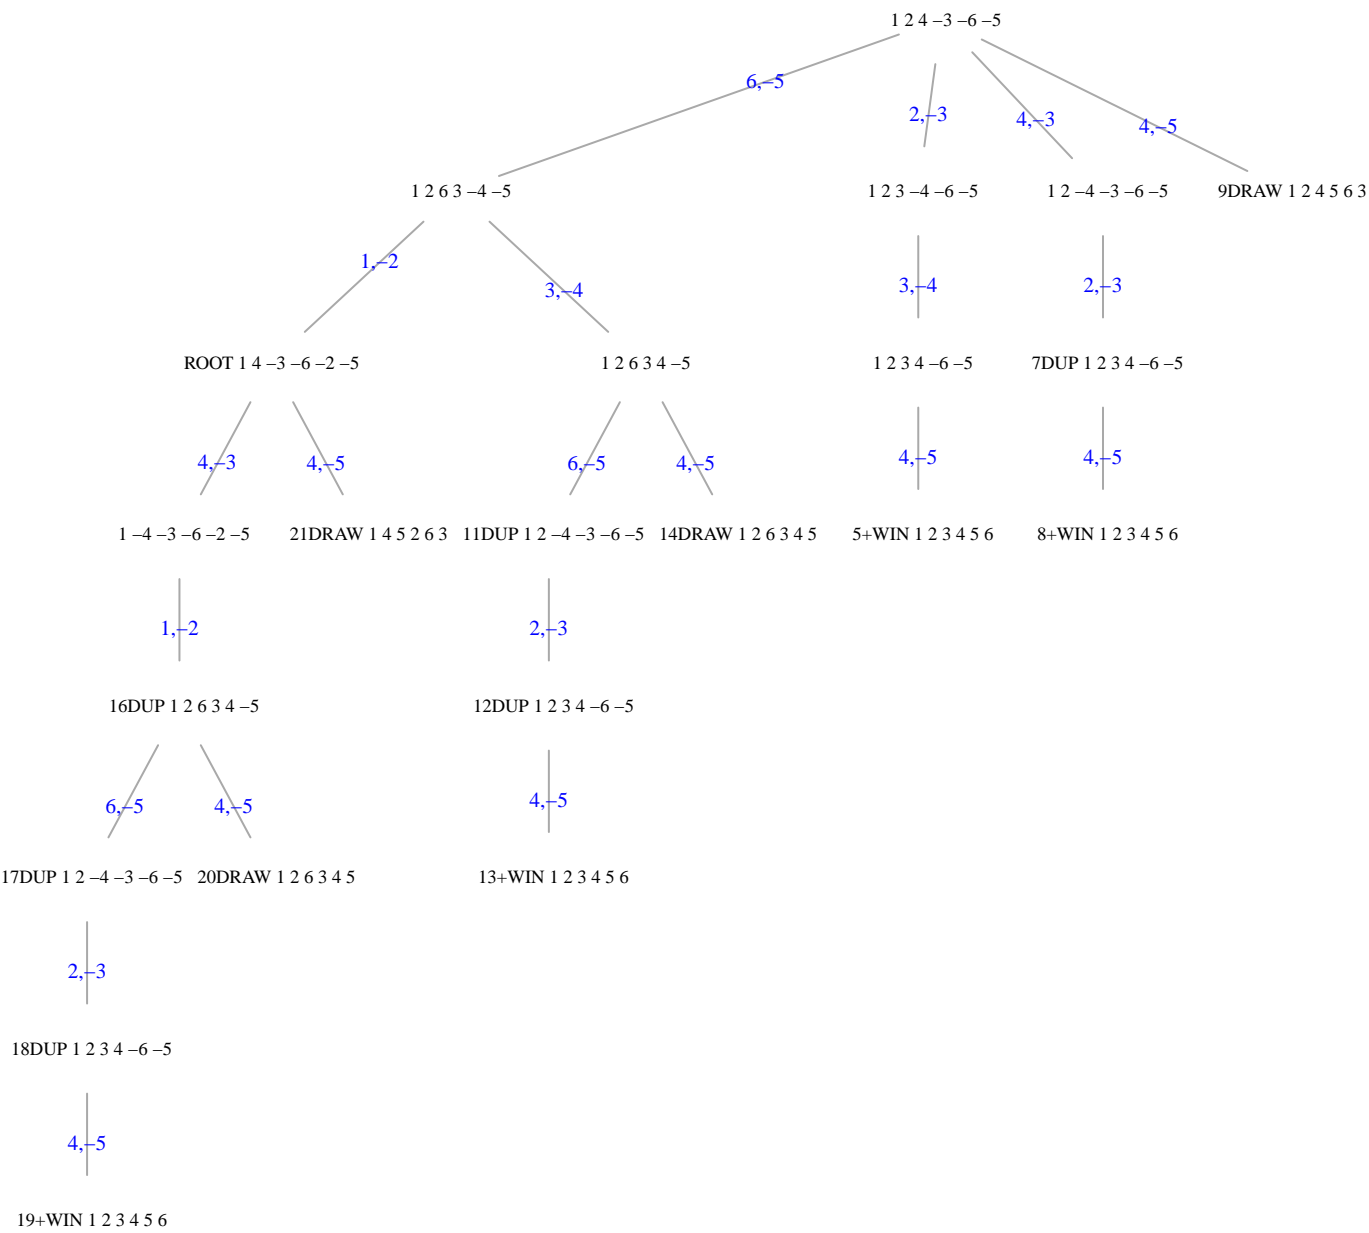 1 2 4 –3 –6 –5
6,–5
2,–3
4,–3
4,–5
1 2 6 3 –4 –5
1 2 3 –4 –6 –5
1 2 –4 –3 –6 –5
9DRAW 1 2 4 5 6 3
1,–2
3,–4
3,–4
2,–3
ROOT 1 4 –3 –6 –2 –5
1 2 6 3 4 –5
1 2 3 4 –6 –5
7DUP 1 2 3 4 –6 –5
4,–3
4,–5
6,–5
4,–5
4,–5
4,–5
1 –4 –3 –6 –2 –5
21DRAW 1 4 5 2 6 3
11DUP 1 2 –4 –3 –6 –5
14DRAW 1 2 6 3 4 5
5+WIN 1 2 3 4 5 6
8+WIN 1 2 3 4 5 6
1,–2
2,–3
16DUP 1 2 6 3 4 –5
12DUP 1 2 3 4 –6 –5
6,–5
4,–5
4,–5
17DUP 1 2 –4 –3 –6 –5
20DRAW 1 2 6 3 4 5
13+WIN 1 2 3 4 5 6
2,–3
18DUP 1 2 3 4 –6 –5
4,–5
19+WIN 1 2 3 4 5 6